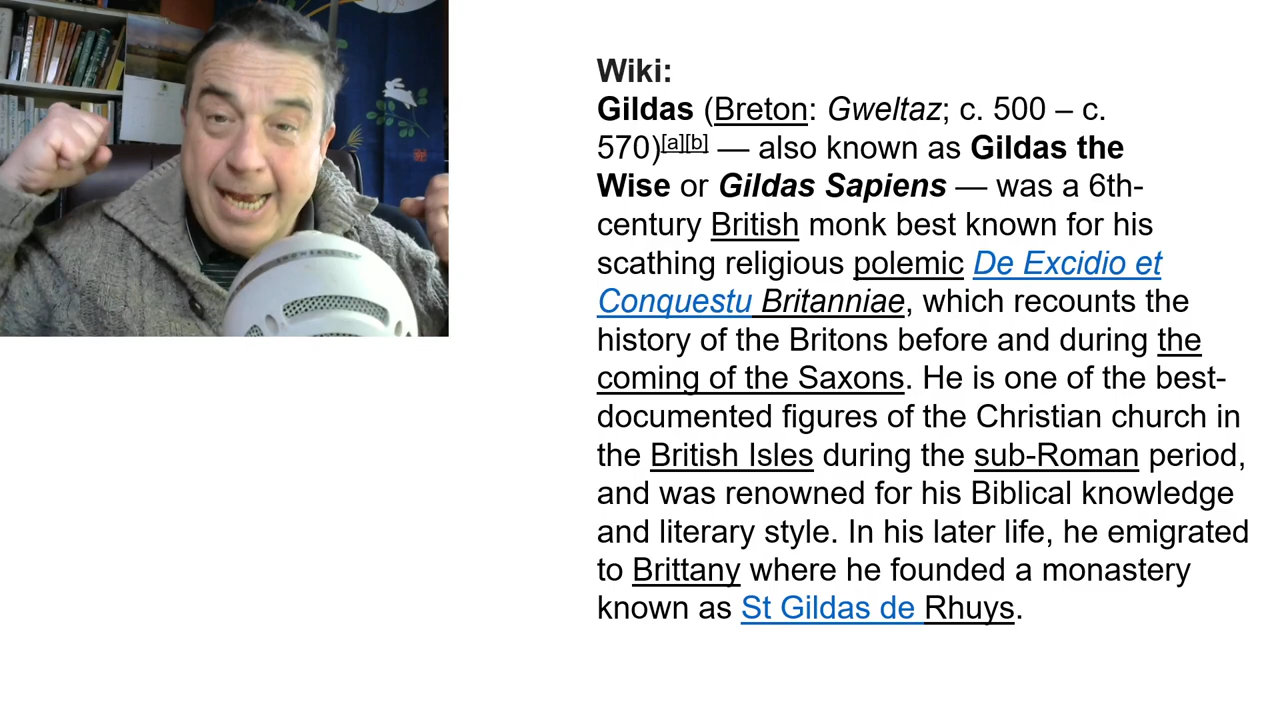 Wiki:
Gildas (Breton: Gweltaz; c. 500 – c.
570)[a][b] — also known as Gildas the
Wise or Gildas Sapiens — was a 6th-
century British monk best known for his
scathing religious polemic De Excidio et
Conquestu Britanniae, which recounts the
history of the Britons before and during the
coming of the Saxons. He is one of the best-
documented figures of the Christian church in
the British Isles during the sub-Roman period,
and was renowned for his Biblical knowledge
and literary style. In his later life, he emigrated
to Brittany where he founded a monastery
known as St Gildas de Rhuys.